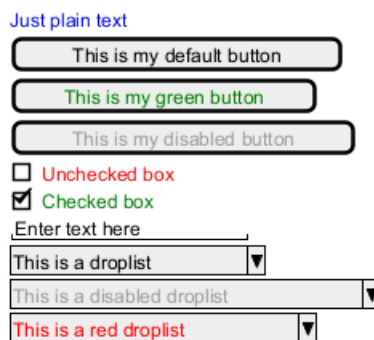 Just plain text
This is my default button
This is my green button
This is my disabled button
Unchecked box
Checked box
Enter text here
This is a droplist
This is a disabled droplist
This is a red droplist